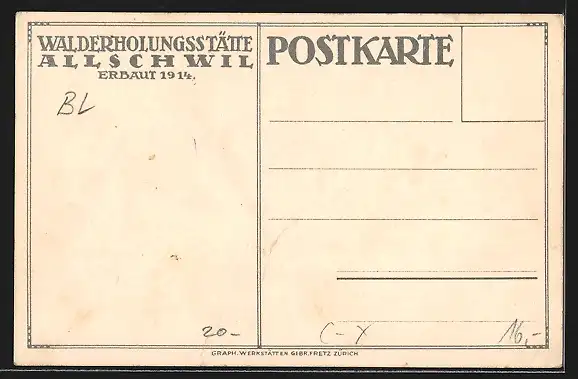 WALDERHOLUNGSSTÄTTE
ALLSCHWIL
ERBAUT 1914.
BL
20-
POSTKARTE
C-X
16,-
GRAPH. WERKSTÄTTEN GEBR. FRETZ ZÜRICH